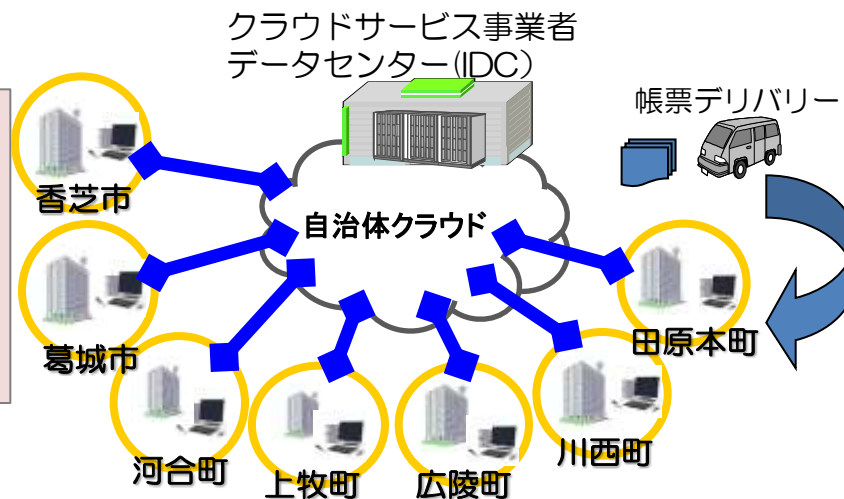 クラウドサービス事業者
データセンター(IDC)
帳票デリバリー
香芝市
自治体クラウド
葛城市
田原本町
河合町
上牧町
広陵町
川西町